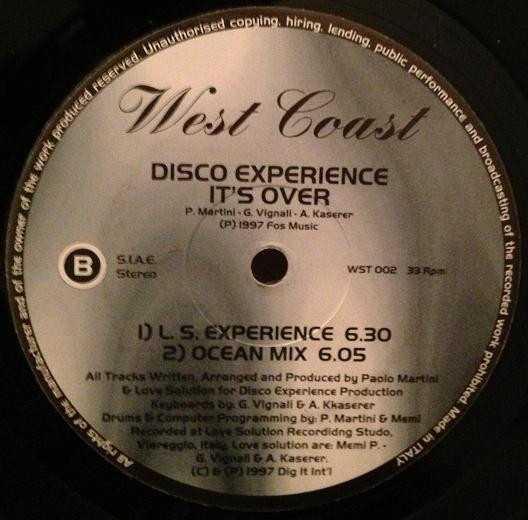 All rights of the manufacturer and of the owner of the work produced reserved. Unauthorised copying, hiring, lending, public performance and broadcasting of the recorded work prohibited. Made in ITALY
West Coast
DISCO EXPERIENCE
IT'S OVER
P. Martini - G. Vignali - A. Kaserer
(P) 1997 Fos Music
B
S.I.A.E.
Stereo
WST 002 33 Rpm
1) L. S. EXPERIENCE 6.30
2) OCEAN MIX 6.05
All Tracks Written, Arranged and Produced by Paolo Martini
& Love Solution for Disco Experience Production
Keyboards by: G. Vignali & A. Kkaserer
Drums & Computer Programming by: P. Martini & Memi
Recorded at Love Solution Recordidng Studo,
Viareggio, Italy. Love solution are: Memi P. -
G. Vignali & A. Kaserer.
(C) & (P) 1997 Dig It Int'l